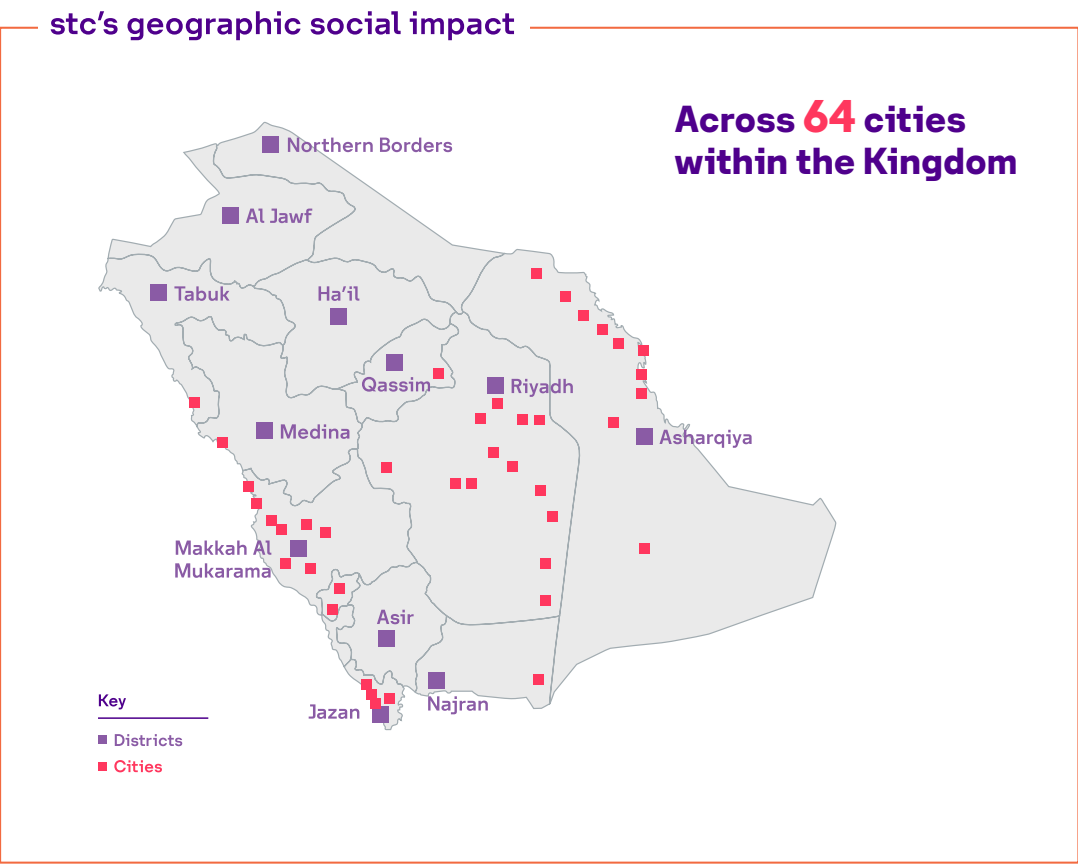 stc’s geographic social impact
Across 64 cities
within the Kingdom
Northern Borders
Al Jawf
Tabuk
Ha’il
Qassim
Riyadh
Medina
Asharqiya
Makkah Al
Mukarama
Asir
Najran
Jazan
Key
Districts
Cities